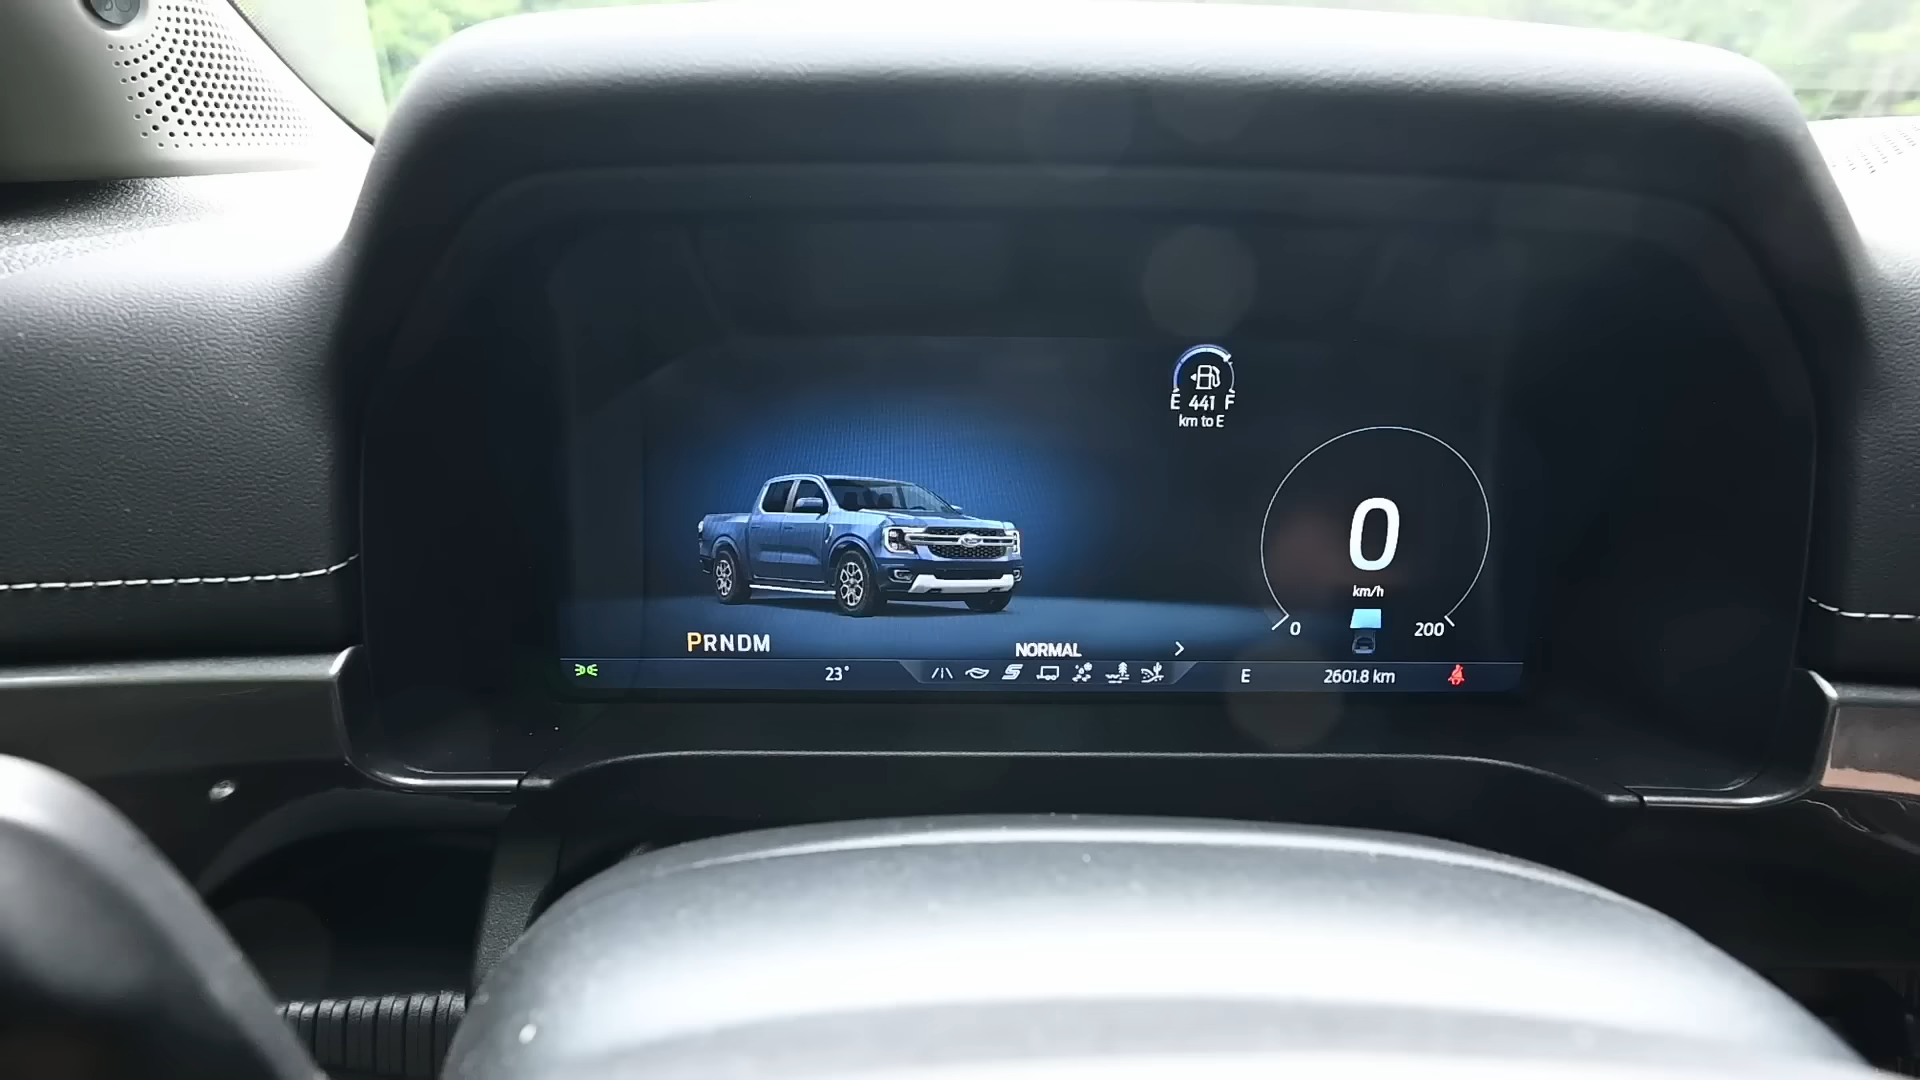 E 441 F
km to E
0
km/h
0 200
PRNDM
NORMAL
23°
E
2601.8 km